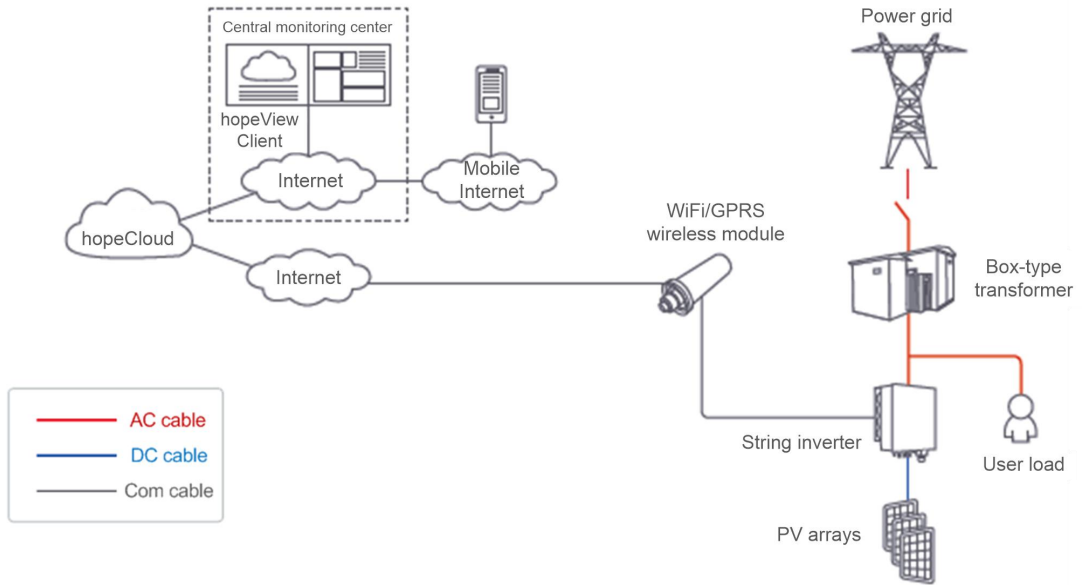 Power grid
Central monitoring center
hopeView
Client
Internet
Mobile
Internet
hopeCloud
Internet
WiFi/GPRS
wireless module
Box-type
transformer
AC cable
DC cable
Com cable
String inverter
User load
PV arrays